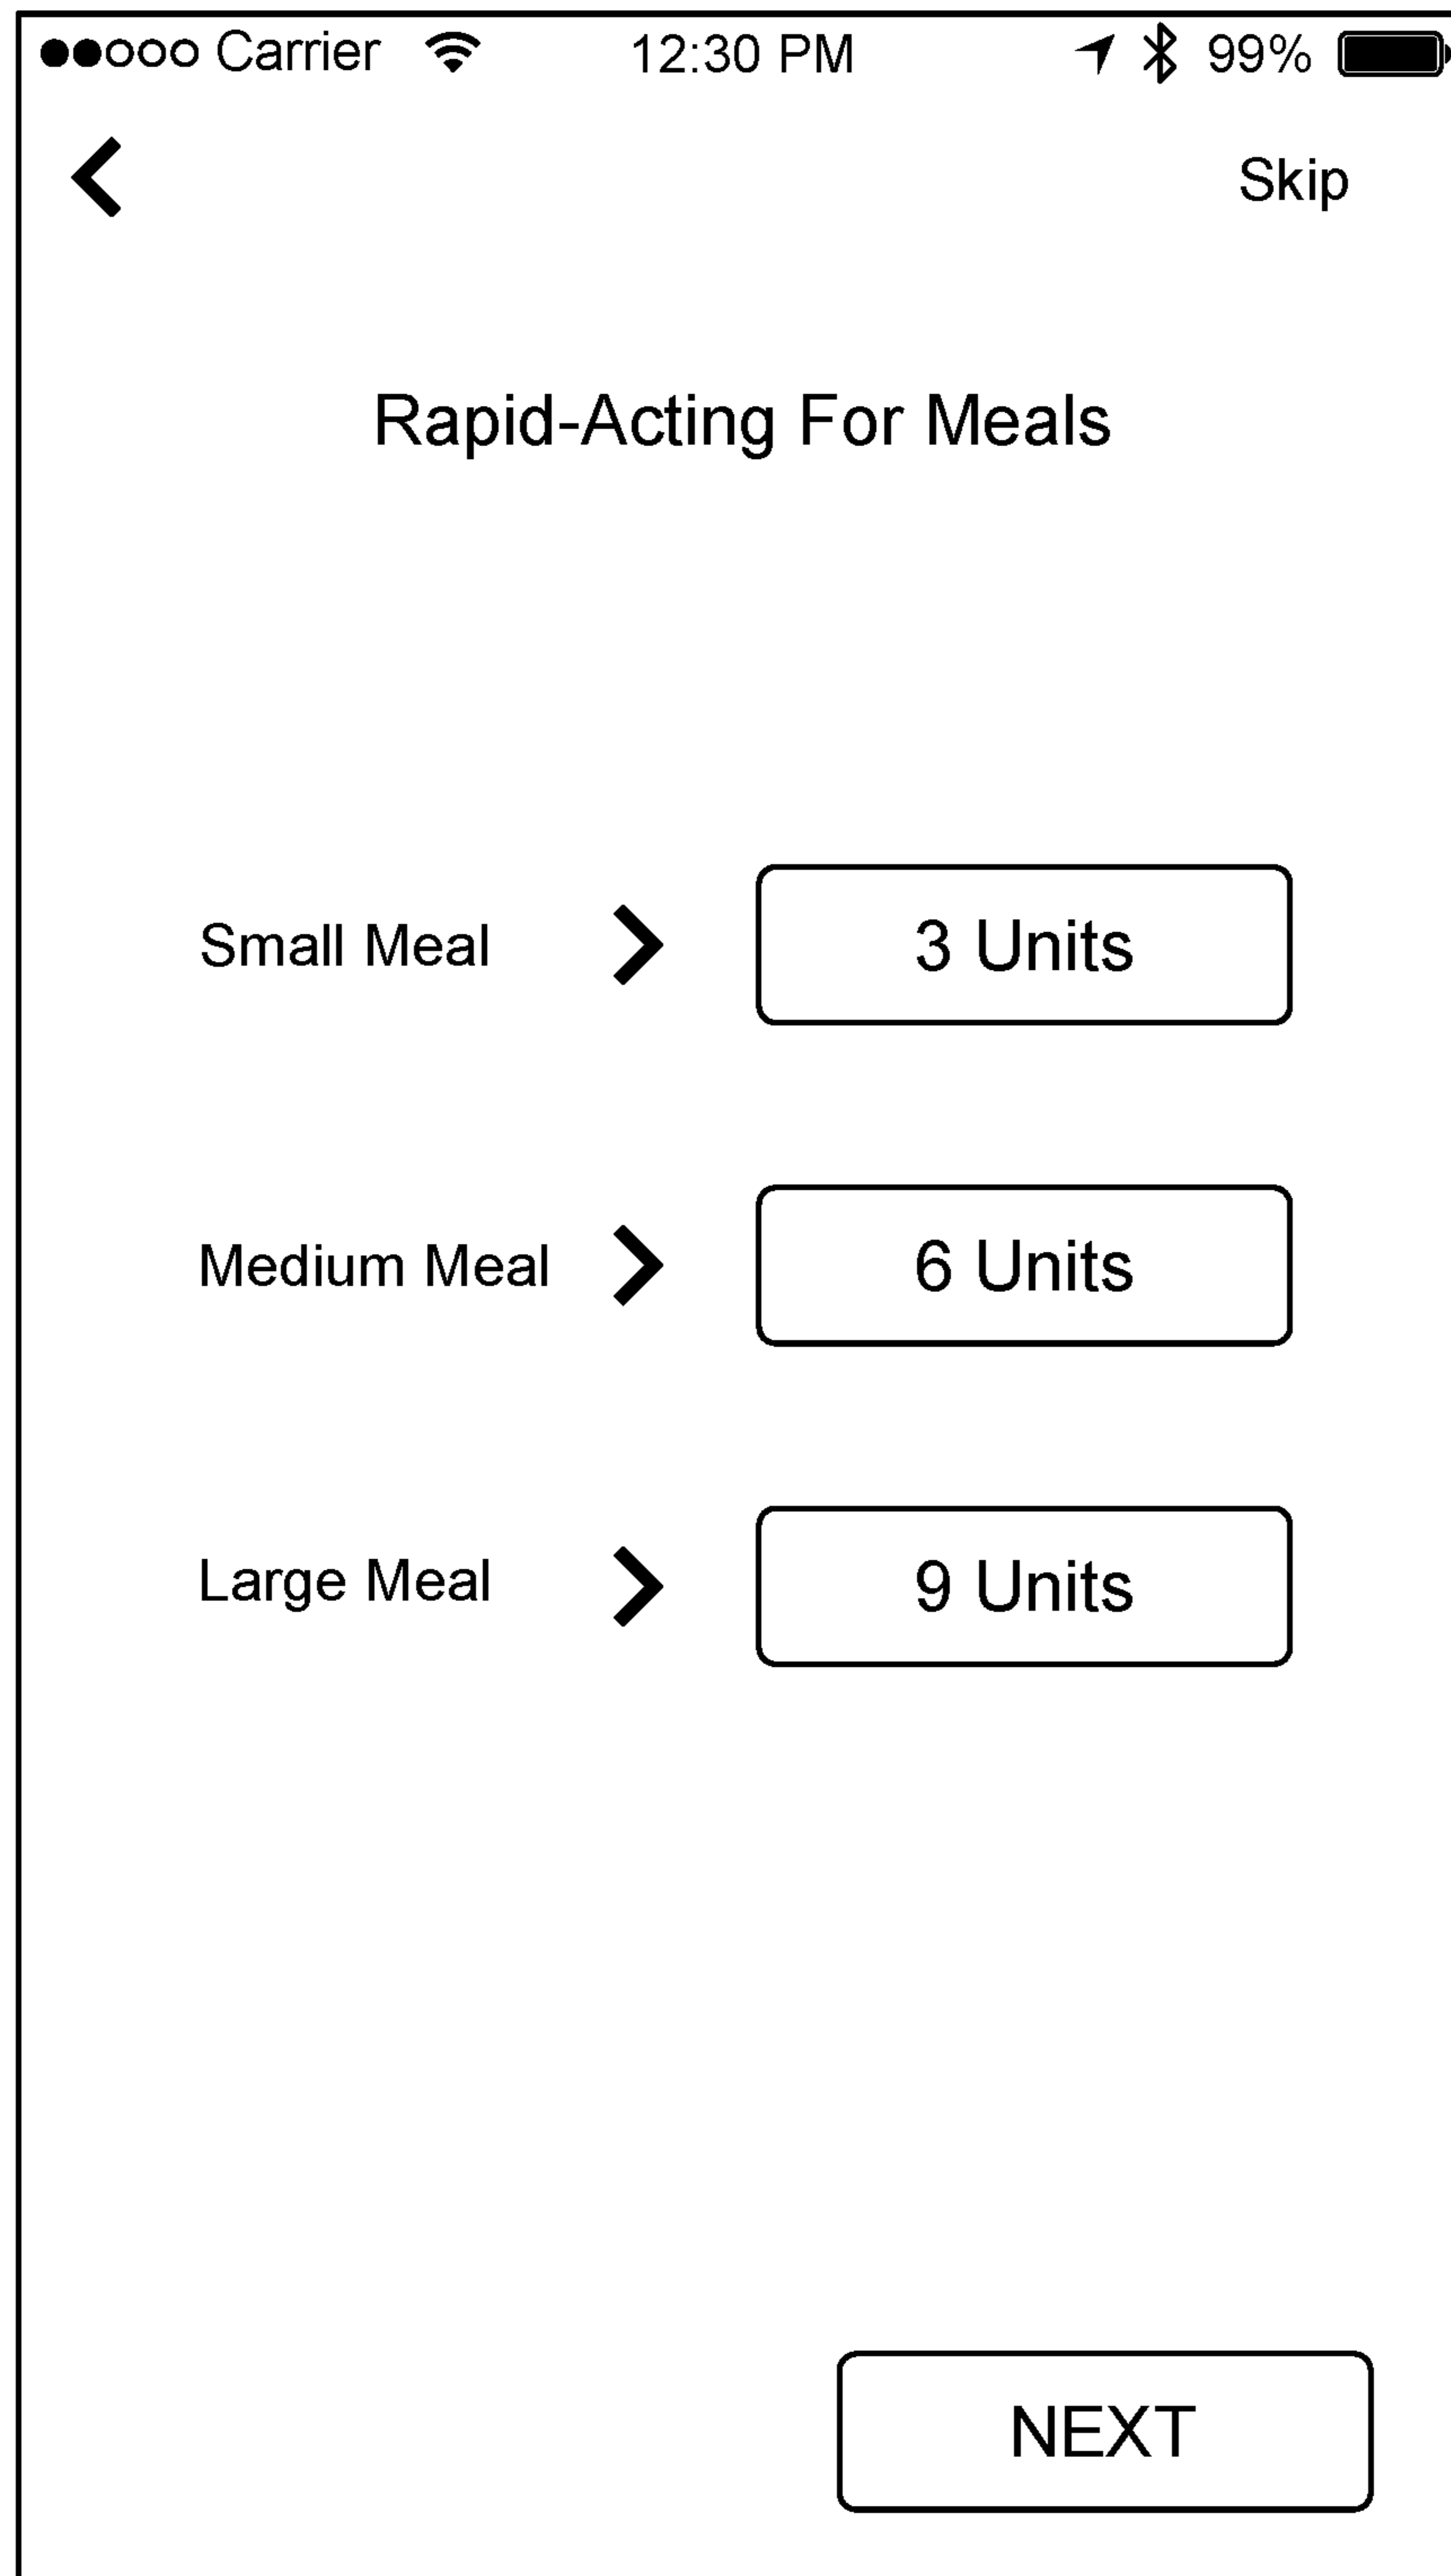 Carrier 12:30 PM 99%
Skip
Rapid-Acting For Meals
Small Meal 3 Units
Medium Meal 6 Units
Large Meal 9 Units
NEXT